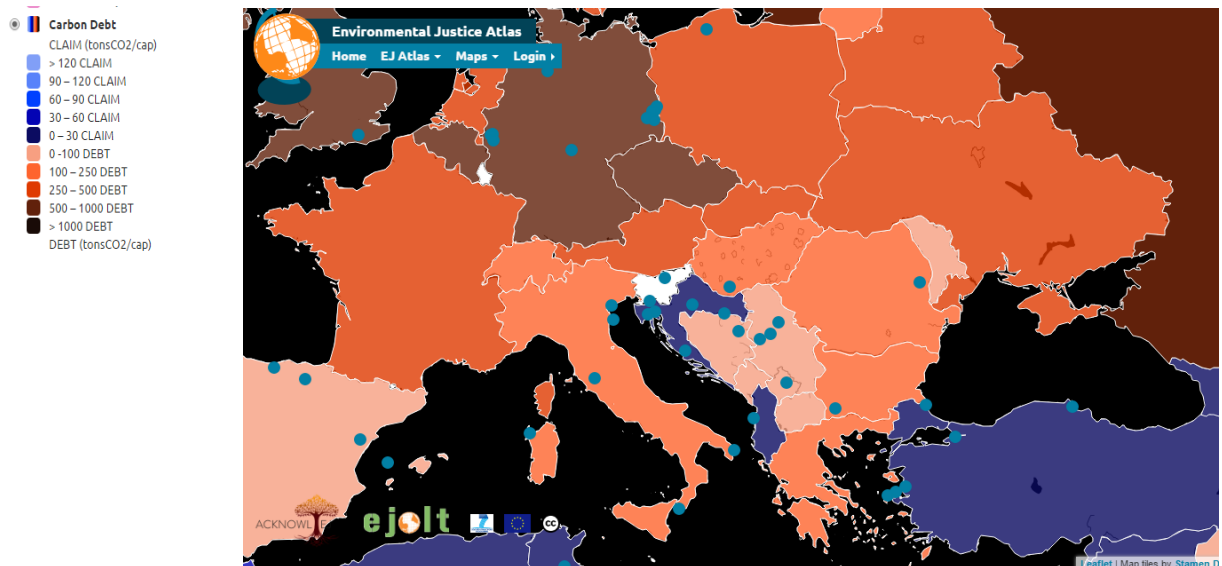 Carbon Debt
CLAIM (tonsCO2/cap)
> 120 CLAIM
90 – 120 CLAIM
60 – 90 CLAIM
30 – 60 CLAIM
0 – 30 CLAIM
0 -100 DEBT
100 – 250 DEBT
250 – 500 DEBT
500 – 1000 DEBT
> 1000 DEBT
DEBT (tonsCO2/cap)
Environmental Justice Atlas
Home EJ Atlas Maps Login
ejolt
cc
Leaflet | Map tiles by Stamen D